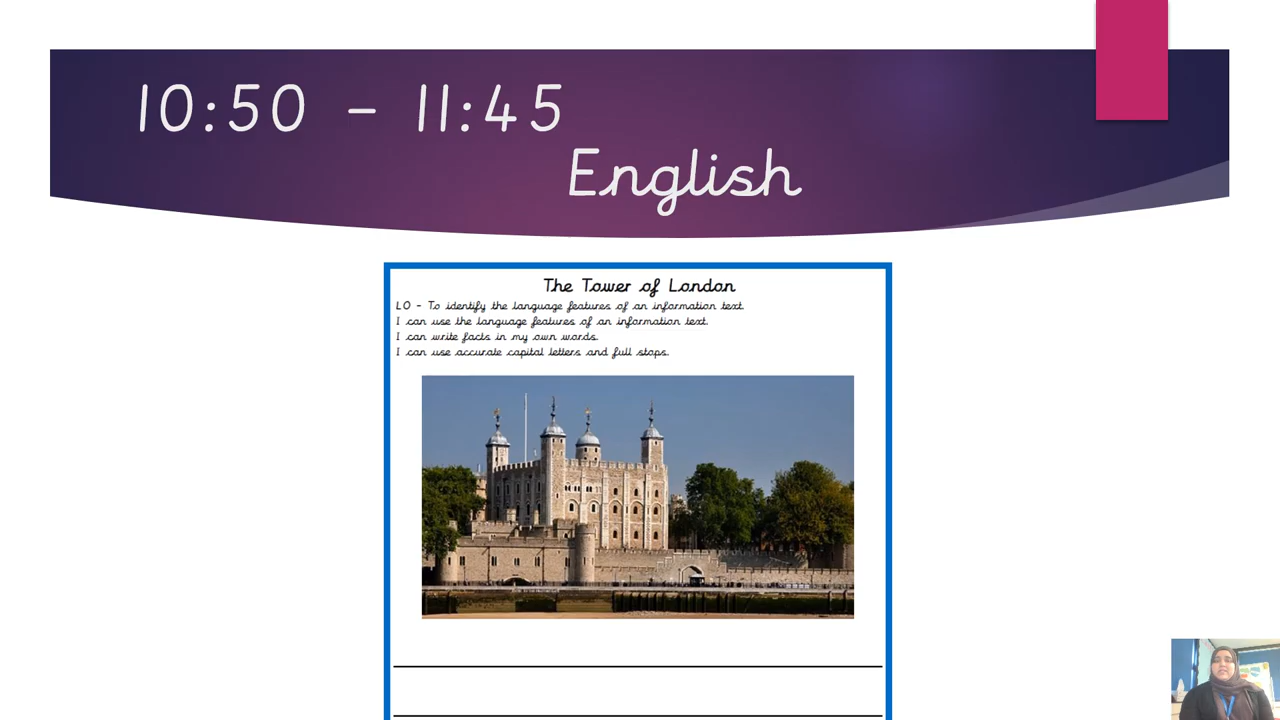 10:50 - 11:45
English
The Tower of London
LO - To identify the language features of an information text.
I can use the language features of an information text.
I can write facts in my own words.
I can use accurate capital letters and full stops.